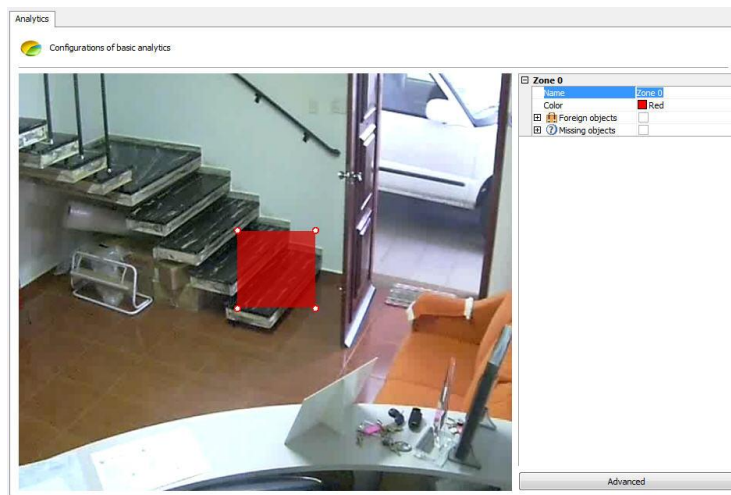 Analytics
Configurations of basic analytics
Zone 0
Name Zone 0
Color Red
Foreign objects
Missing objects
Advanced